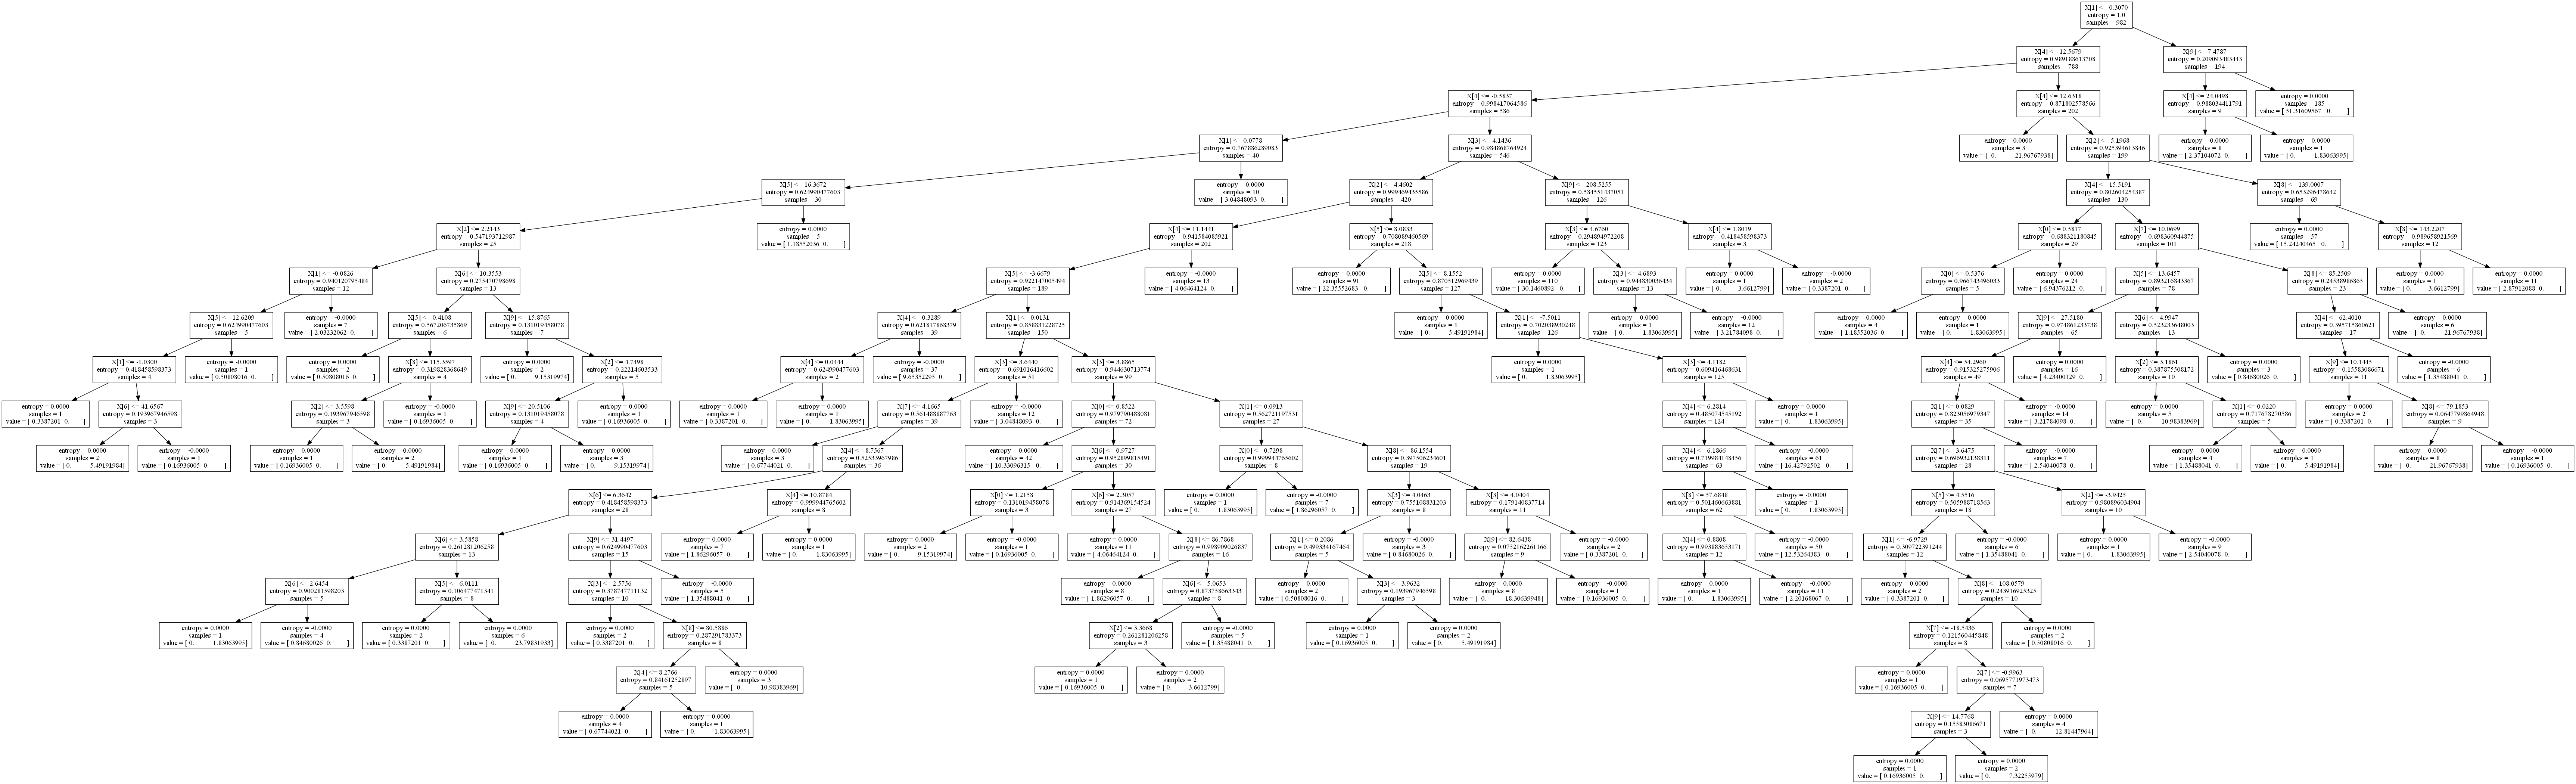 X[1] <= 0.3070
entropy = 1.0
samples = 982
X[4] <= 12.5679
entropy = 0.989188613708
samples = 788
X[9] <= 7.4787
entropy = 0.209093483443
samples = 194
X[4] <= -0.5837
entropy = 0.998417064586
samples = 586
X[4] <= 12.6318
entropy = 0.871802578566
samples = 202
X[4] <= 24.0498
entropy = 0.988034411791
samples = 9
entropy = 0.0000
samples = 185
value = [ 51.31609567 0. ]
X[1] <= 0.0778
entropy = 0.767886289083
samples = 40
X[3] <= 4.1436
entropy = 0.984868764924
samples = 546
entropy = 0.0000
samples = 3
value = [ 0. 21.96767938]
X[2] <= 5.1968
entropy = 0.925394613846
samples = 199
entropy = 0.0000
samples = 8
value = [ 2.37104072 0. ]
entropy = 0.0000
samples = 1
value = [ 0. 1.83063995]
X[5] <= 16.3672
entropy = 0.624990477603
samples = 30
entropy = 0.0000
samples = 10
value = [ 3.04848093 0. ]
X[2] <= 4.4602
entropy = 0.999469435586
samples = 420
X[9] <= 208.5255
entropy = 0.584551437051
samples = 126
X[4] <= 15.5191
entropy = 0.802604254387
samples = 130
X[8] <= 139.0007
entropy = 0.653296478642
samples = 69
X[2] <= 2.2143
entropy = 0.547193712987
samples = 25
entropy = 0.0000
samples = 5
value = [ 1.18552036 0. ]
X[4] <= 11.1441
entropy = 0.941584085921
samples = 202
X[5] <= 8.0833
entropy = 0.708089460569
samples = 218
X[3] <= 4.6760
entropy = 0.294894972208
samples = 123
X[4] <= 1.8019
entropy = 0.418458598373
samples = 3
X[0] <= 0.5817
entropy = 0.688321180845
samples = 29
X[7] <= 10.0699
entropy = 0.698360944875
samples = 101
entropy = 0.0000
samples = 57
value = [ 15.24240465 0. ]
X[8] <= 143.2207
entropy = 0.989658921569
samples = 12
X[1] <= -0.0826
entropy = 0.940120795484
samples = 12
X[6] <= 10.3553
entropy = 0.275470798698
samples = 13
X[5] <= -3.6679
entropy = 0.922147005494
samples = 189
entropy = -0.0000
samples = 13
value = [ 4.06464124 0. ]
entropy = 0.0000
samples = 91
value = [ 22.35552683 0. ]
X[5] <= 8.1552
entropy = 0.870512969439
samples = 127
entropy = 0.0000
samples = 110
value = [ 30.1460892 0. ]
X[3] <= 4.6893
entropy = 0.944830036434
samples = 13
entropy = 0.0000
samples = 1
value = [ 0. 3.6612799]
entropy = -0.0000
samples = 2
value = [ 0.3387201 0. ]
X[0] <= 0.5376
entropy = 0.966743496033
samples = 5
entropy = 0.0000
samples = 24
value = [ 6.94376212 0. ]
X[5] <= 13.6457
entropy = 0.893216843367
samples = 78
X[8] <= 85.2509
entropy = 0.24538986865
samples = 23
entropy = 0.0000
samples = 1
value = [ 0. 3.6612799]
entropy = 0.0000
samples = 11
value = [ 2.87912088 0. ]
X[5] <= 12.6209
entropy = 0.624990477603
samples = 5
entropy = -0.0000
samples = 7
value = [ 2.03232062 0. ]
X[5] <= 0.4108
entropy = 0.567206735869
samples = 6
X[9] <= 15.8765
entropy = 0.131019458078
samples = 7
X[4] <= 0.3289
entropy = 0.621817868379
samples = 39
X[1] <= 0.0131
entropy = 0.858831228725
samples = 150
entropy = 0.0000
samples = 1
value = [ 0. 5.49191984]
X[1] <= -7.5011
entropy = 0.702038930248
samples = 126
entropy = 0.0000
samples = 1
value = [ 0. 1.83063995]
entropy = -0.0000
samples = 12
value = [ 3.21784098 0. ]
entropy = 0.0000
samples = 4
value = [ 1.18552036 0. ]
entropy = 0.0000
samples = 1
value = [ 0. 1.83063995]
X[9] <= 27.5180
entropy = 0.974861233738
samples = 65
X[6] <= 4.9947
entropy = 0.523233648003
samples = 13
X[4] <= 62.4010
entropy = 0.395715860621
samples = 17
entropy = 0.0000
samples = 6
value = [ 0. 21.96767938]
X[1] <= -1.0300
entropy = 0.418458598373
samples = 4
entropy = -0.0000
samples = 1
value = [ 0.50808016 0. ]
entropy = 0.0000
samples = 2
value = [ 0.50808016 0. ]
X[8] <= 115.3597
entropy = 0.319828368649
samples = 4
entropy = 0.0000
samples = 2
value = [ 0. 9.15319974]
X[2] <= 4.7498
entropy = 0.22214603533
samples = 5
X[4] <= 0.0444
entropy = 0.624990477603
samples = 2
entropy = -0.0000
samples = 37
value = [ 9.65352295 0. ]
X[3] <= 3.6440
entropy = 0.691016416602
samples = 51
X[3] <= 3.8865
entropy = 0.944630713774
samples = 99
entropy = 0.0000
samples = 1
value = [ 0. 1.83063995]
X[3] <= 4.1182
entropy = 0.609416468631
samples = 125
X[4] <= 54.2960
entropy = 0.915325275906
samples = 49
entropy = 0.0000
samples = 16
value = [ 4.23400129 0. ]
X[2] <= 3.1861
entropy = 0.387875508172
samples = 10
entropy = 0.0000
samples = 3
value = [ 0.84680026 0. ]
X[9] <= 10.1445
entropy = 0.15583086671
samples = 11
entropy = -0.0000
samples = 6
value = [ 1.35488041 0. ]
entropy = 0.0000
samples = 1
value = [ 0.3387201 0. ]
X[6] <= 41.6567
entropy = 0.193967946598
samples = 3
X[2] <= 3.5598
entropy = 0.193967946598
samples = 3
entropy = -0.0000
samples = 1
value = [ 0.16936005 0. ]
X[9] <= 20.5106
entropy = 0.131019458078
samples = 4
entropy = 0.0000
samples = 1
value = [ 0.16936005 0. ]
entropy = 0.0000
samples = 1
value = [ 0.3387201 0. ]
entropy = 0.0000
samples = 1
value = [ 0. 1.83063995]
X[7] <= 4.1665
entropy = 0.561488887763
samples = 39
entropy = -0.0000
samples = 12
value = [ 3.04848093 0. ]
X[0] <= 0.8522
entropy = 0.979790488081
samples = 72
X[1] <= 0.0913
entropy = 0.562721197531
samples = 27
X[4] <= 6.2814
entropy = 0.485074545192
samples = 124
entropy = 0.0000
samples = 1
value = [ 0. 1.83063995]
X[1] <= 0.0829
entropy = 0.823056979347
samples = 35
entropy = -0.0000
samples = 14
value = [ 3.21784098 0. ]
entropy = 0.0000
samples = 5
value = [ 0. 10.98383969]
X[1] <= 0.0220
entropy = 0.717678270586
samples = 5
entropy = 0.0000
samples = 2
value = [ 0.3387201 0. ]
X[8] <= 79.1853
entropy = 0.0647799864948
samples = 9
entropy = 0.0000
samples = 2
value = [ 0. 5.49191984]
entropy = -0.0000
samples = 1
value = [ 0.16936005 0. ]
entropy = 0.0000
samples = 1
value = [ 0.16936005 0. ]
entropy = 0.0000
samples = 2
value = [ 0. 5.49191984]
entropy = 0.0000
samples = 1
value = [ 0.16936005 0. ]
entropy = 0.0000
samples = 3
value = [ 0. 9.15319974]
entropy = 0.0000
samples = 3
value = [ 0.67744021 0. ]
X[4] <= 8.7567
entropy = 0.52533967986
samples = 36
entropy = 0.0000
samples = 42
value = [ 10.33096315 0. ]
X[6] <= 0.9727
entropy = 0.952899815491
samples = 30
X[0] <= 0.7298
entropy = 0.999944765602
samples = 8
X[8] <= 86.1554
entropy = 0.397506234601
samples = 19
X[4] <= 6.1866
entropy = 0.719984148456
samples = 63
entropy = -0.0000
samples = 61
value = [ 16.42792502 0. ]
X[7] <= 3.6475
entropy = 0.696932138311
samples = 28
entropy = -0.0000
samples = 7
value = [ 2.54040078 0. ]
entropy = 0.0000
samples = 4
value = [ 1.35488041 0. ]
entropy = 0.0000
samples = 1
value = [ 0. 5.49191984]
entropy = 0.0000
samples = 8
value = [ 0. 21.96767938]
entropy = -0.0000
samples = 1
value = [ 0.16936005 0. ]
X[6] <= 6.3642
entropy = 0.418458598373
samples = 28
X[4] <= 10.8784
entropy = 0.999944765602
samples = 8
X[0] <= 1.2158
entropy = 0.131019458078
samples = 3
X[6] <= 2.3057
entropy = 0.914369154524
samples = 27
entropy = 0.0000
samples = 1
value = [ 0. 1.83063995]
entropy = -0.0000
samples = 7
value = [ 1.86296057 0. ]
X[3] <= 4.0463
entropy = 0.755108831203
samples = 8
X[3] <= 4.0404
entropy = 0.179140837714
samples = 11
X[8] <= 57.6848
entropy = 0.501460663881
samples = 62
entropy = -0.0000
samples = 1
value = [ 0. 1.83063995]
X[5] <= 4.5516
entropy = 0.505988718563
samples = 18
X[2] <= -3.9425
entropy = 0.980896034904
samples = 10
X[6] <= 3.5858
entropy = 0.261281206258
samples = 13
X[9] <= 31.4497
entropy = 0.624990477603
samples = 15
entropy = -0.0000
samples = 7
value = [ 1.86296057 0. ]
entropy = 0.0000
samples = 1
value = [ 0. 1.83063995]
entropy = 0.0000
samples = 2
value = [ 0. 9.15319974]
entropy = -0.0000
samples = 1
value = [ 0.16936005 0. ]
entropy = 0.0000
samples = 11
value = [ 4.06464124 0. ]
X[8] <= 86.7868
entropy = 0.998909026837
samples = 16
X[1] <= 0.2086
entropy = 0.499334167464
samples = 5
entropy = -0.0000
samples = 3
value = [ 0.84680026 0. ]
X[9] <= 82.6438
entropy = 0.0752162261166
samples = 9
entropy = -0.0000
samples = 2
value = [ 0.3387201 0. ]
X[4] <= 0.8808
entropy = 0.993883653171
samples = 12
entropy = -0.0000
samples = 50
value = [ 12.53264383 0. ]
X[1] <= -6.9729
entropy = 0.309722391244
samples = 12
entropy = -0.0000
samples = 6
value = [ 1.35488041 0. ]
entropy = 0.0000
samples = 1
value = [ 0. 1.83063995]
entropy = -0.0000
samples = 9
value = [ 2.54040078 0. ]
X[6] <= 2.6454
entropy = 0.900281598203
samples = 5
X[5] <= 6.0111
entropy = 0.106477471341
samples = 8
X[3] <= 2.5756
entropy = 0.378747711132
samples = 10
entropy = -0.0000
samples = 5
value = [ 1.35488041 0. ]
entropy = 0.0000
samples = 8
value = [ 1.86296057 0. ]
X[6] <= 5.0653
entropy = 0.873758663343
samples = 8
entropy = 0.0000
samples = 2
value = [ 0.50808016 0. ]
X[3] <= 3.9632
entropy = 0.193967946598
samples = 3
entropy = 0.0000
samples = 8
value = [ 0. 18.30639948]
entropy = -0.0000
samples = 1
value = [ 0.16936005 0. ]
entropy = 0.0000
samples = 1
value = [ 0. 1.83063995]
entropy = -0.0000
samples = 11
value = [ 2.20168067 0. ]
entropy = 0.0000
samples = 2
value = [ 0.3387201 0. ]
X[8] <= 108.0579
entropy = 0.243916925325
samples = 10
entropy = 0.0000
samples = 1
value = [ 0. 1.83063995]
entropy = -0.0000
samples = 4
value = [ 0.84680026 0. ]
entropy = 0.0000
samples = 2
value = [ 0.3387201 0. ]
entropy = 0.0000
samples = 6
value = [ 0. 23.79831933]
entropy = 0.0000
samples = 2
value = [ 0.3387201 0. ]
X[8] <= 80.5886
entropy = 0.287291783373
samples = 8
X[2] <= 3.3668
entropy = 0.261281206258
samples = 3
entropy = -0.0000
samples = 5
value = [ 1.35488041 0. ]
entropy = 0.0000
samples = 1
value = [ 0.16936005 0. ]
entropy = 0.0000
samples = 2
value = [ 0. 5.49191984]
X[7] <= -18.5436
entropy = 0.121560445848
samples = 8
entropy = 0.0000
samples = 2
value = [ 0.50808016 0. ]
X[4] <= 8.2766
entropy = 0.84161252897
samples = 5
entropy = 0.0000
samples = 3
value = [ 0. 10.98383969]
entropy = 0.0000
samples = 1
value = [ 0.16936005 0. ]
entropy = 0.0000
samples = 2
value = [ 0. 3.6612799]
entropy = 0.0000
samples = 1
value = [ 0.16936005 0. ]
X[7] <= -0.9963
entropy = 0.0695771973473
samples = 7
entropy = 0.0000
samples = 4
value = [ 0.67744021 0. ]
entropy = 0.0000
samples = 1
value = [ 0. 1.83063995]
X[9] <= 14.7768
entropy = 0.15583086671
samples = 3
entropy = 0.0000
samples = 4
value = [ 0. 12.81447964]
entropy = 0.0000
samples = 1
value = [ 0.16936005 0. ]
entropy = 0.0000
samples = 2
value = [ 0. 7.32255979]